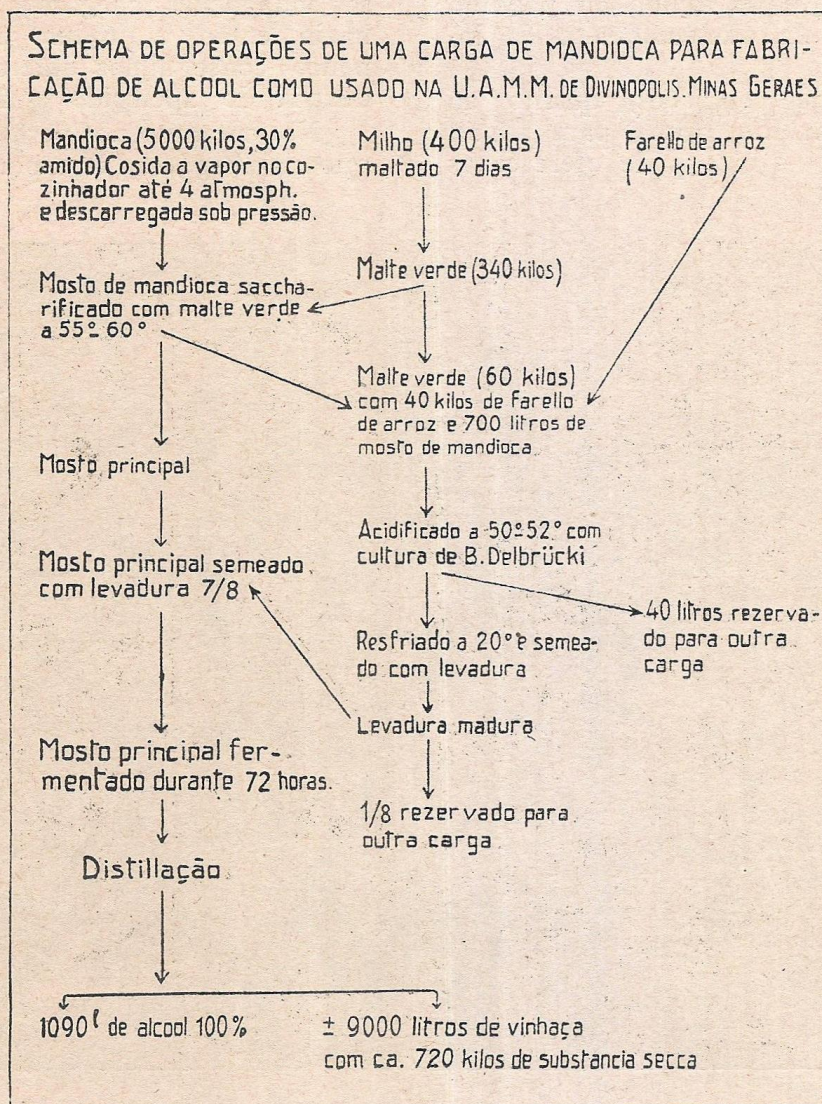 SCHEMA DE OPERAÇÕES DE UMA CARGA DE MANDIOCA PARA FABRI-
CAÇÃO DE ALCOOL COMO USADO NA U.A.M.M. DE DIVINOPOLIS. MINAS GERAES
Mandioca (5000 kilos, 30%
amido) Cosida a vapor no co-
zinhador até 4 atmosph.
e descarregada sob pressão.
Milho (400 kilos)
maltado 7 dias
Farello de arroz
(40 kilos)
Mosto de mandioca saccha-
rificado com malte verde
a 55º-60°
Malte verde (340 kilos)
Malte verde (60 kilos)
com 40 kilos de farello
de arroz e 700 litros de
mosto de mandioca.
Mosto principal
Acidificado a 50º-52° com
cultura de B. Delbrücki
Mosto principal semeado
com levadura 7/8
40 litros rezerva-
do para outra
carga
Resfriado a 20° e semea-
do com levadura
Levadura madura
Mosto principal fer-
mentado durante 72 horas.
1/8 rezervado para
outra carga
Distillação
1090ˡ de alcool 100%
± 9000 litros de vinhaça
com ca. 720 kilos de substancia secca